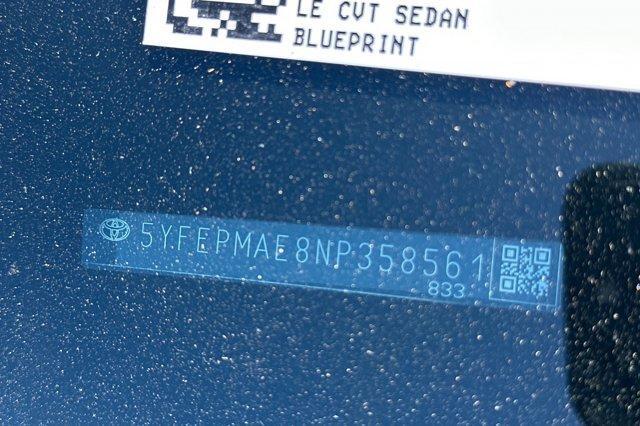 LE CVT SEDAN
BLUEPRINT
5YFEPMAE8NP358561
833